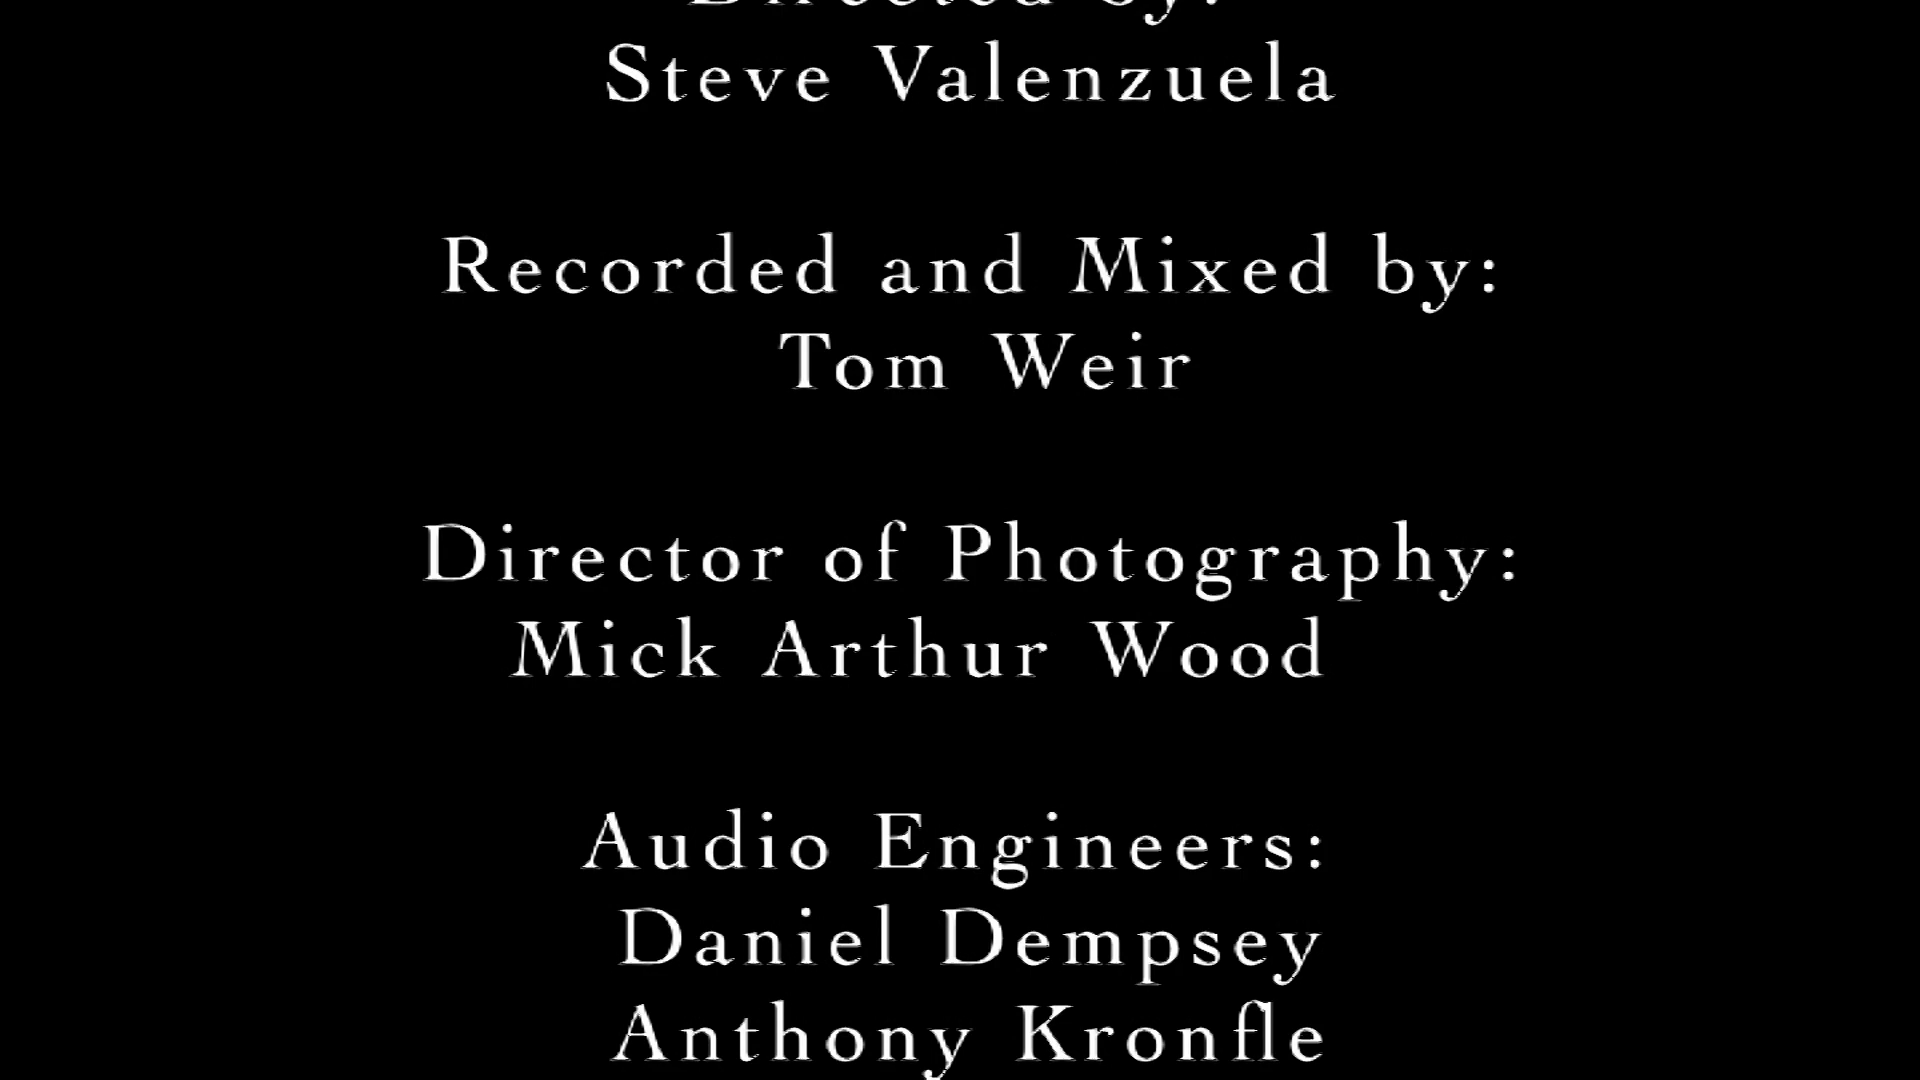 Directed by:
Steve Valenzuela
Recorded and Mixed by:
Tom Weir
Director of Photography:
Mick Arthur Wood
Audio Engineers:
Daniel Dempsey
Anthony Kronfle